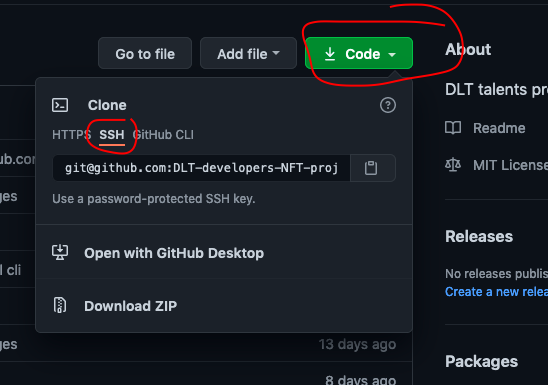 Go to file Add file Code About
DLT talents pro
Clone
HTTPS SSH GitHub CLI
Readme
hub.com
git@github.com:DLT-developers-NFT-proj
MIT License
ges
Use a password-protected SSH key.
Releases
Open with GitHub Desktop
l cli
No releases publis
Create a new relea
Download ZIP
ges 13 days ago
Packages
8 days ago